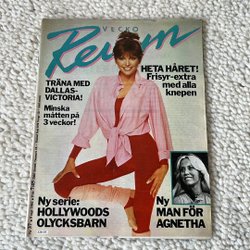 VECKO
Revyn
HETA HÅRET!
Frisyr-extra
med alla
knepen
TRÄNA MED
DALLAS-
VICTORIA!
Minska
måtten på
3 veckor!
Ny serie:
HOLLYWOODS
OLYCKSBARN
Ny
MAN FÖR
AGNETHA